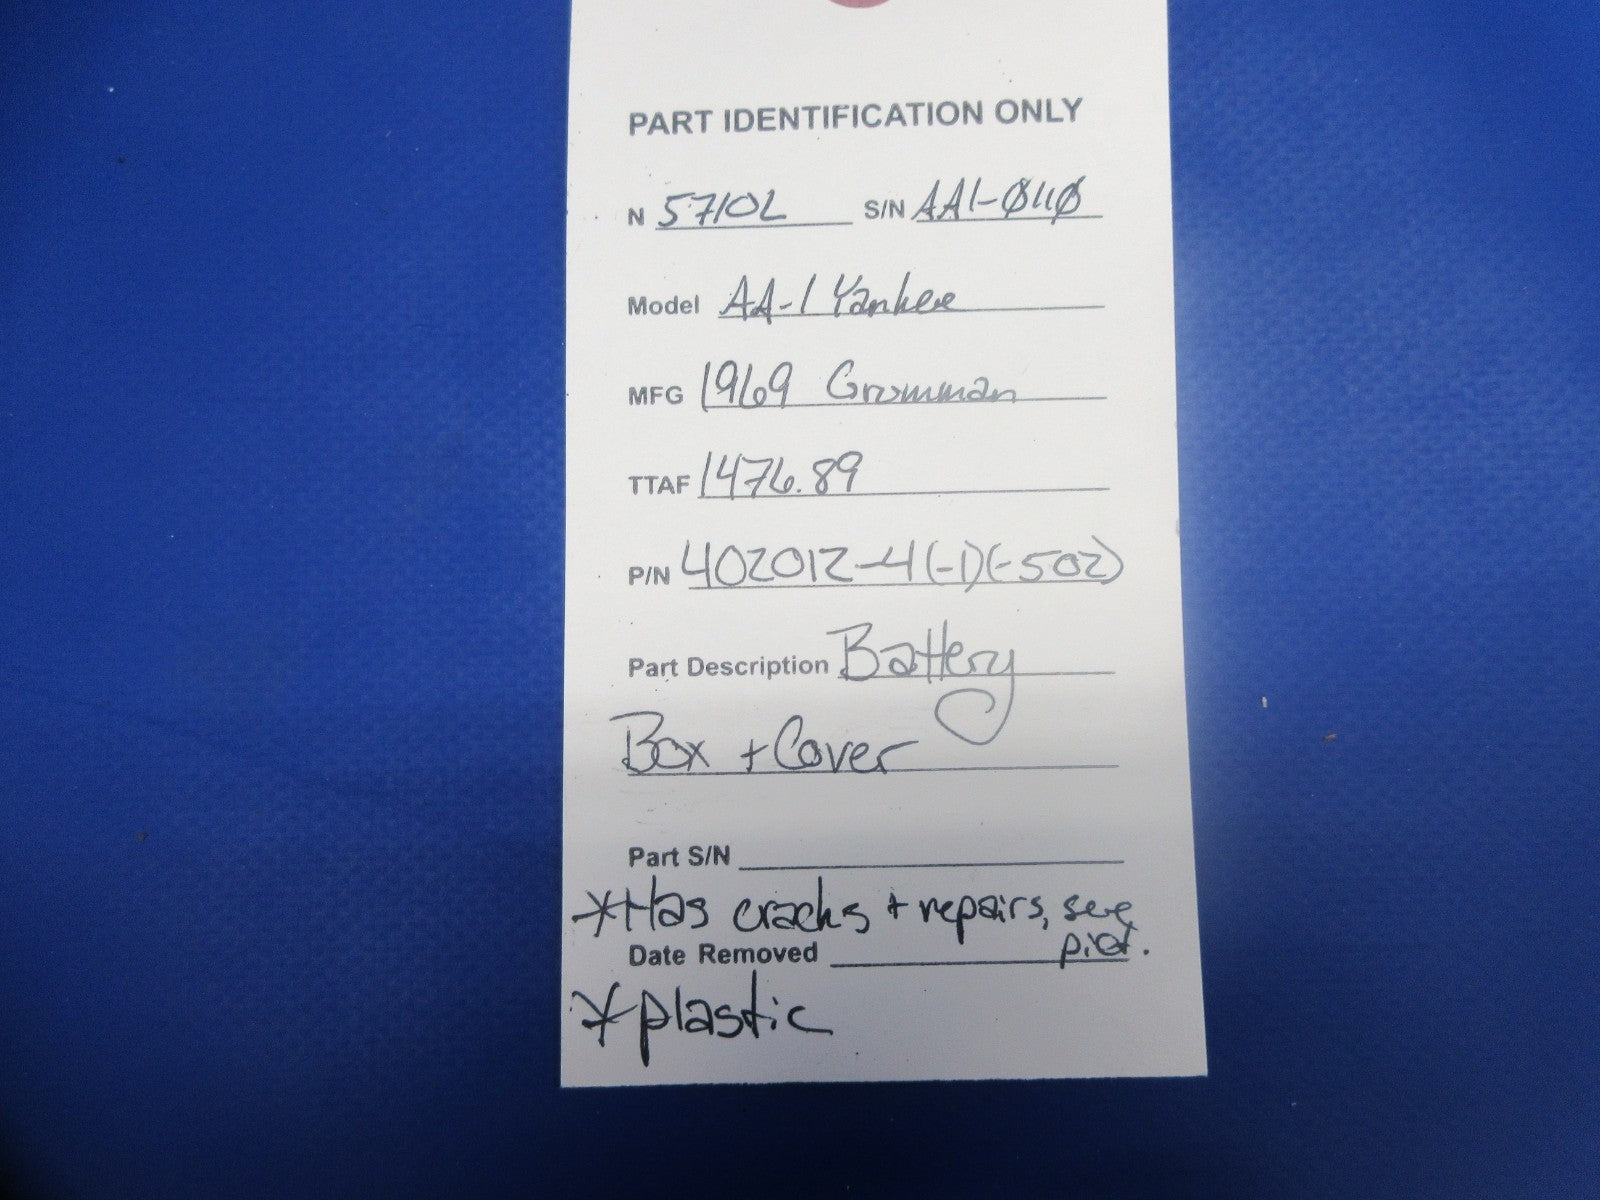 PART IDENTIFICATION ONLY
N 5710L S/N AA1-Ø11Ø
Model AA-1 Yankee
MFG 1969 Grumman
TTAF 1476.89
P/N 402012-4(-1)(-502)
Part Description Battery
Box + Cover
Part S/N
*Has cracks + repairs, see
pict.
Date Removed
*plastic